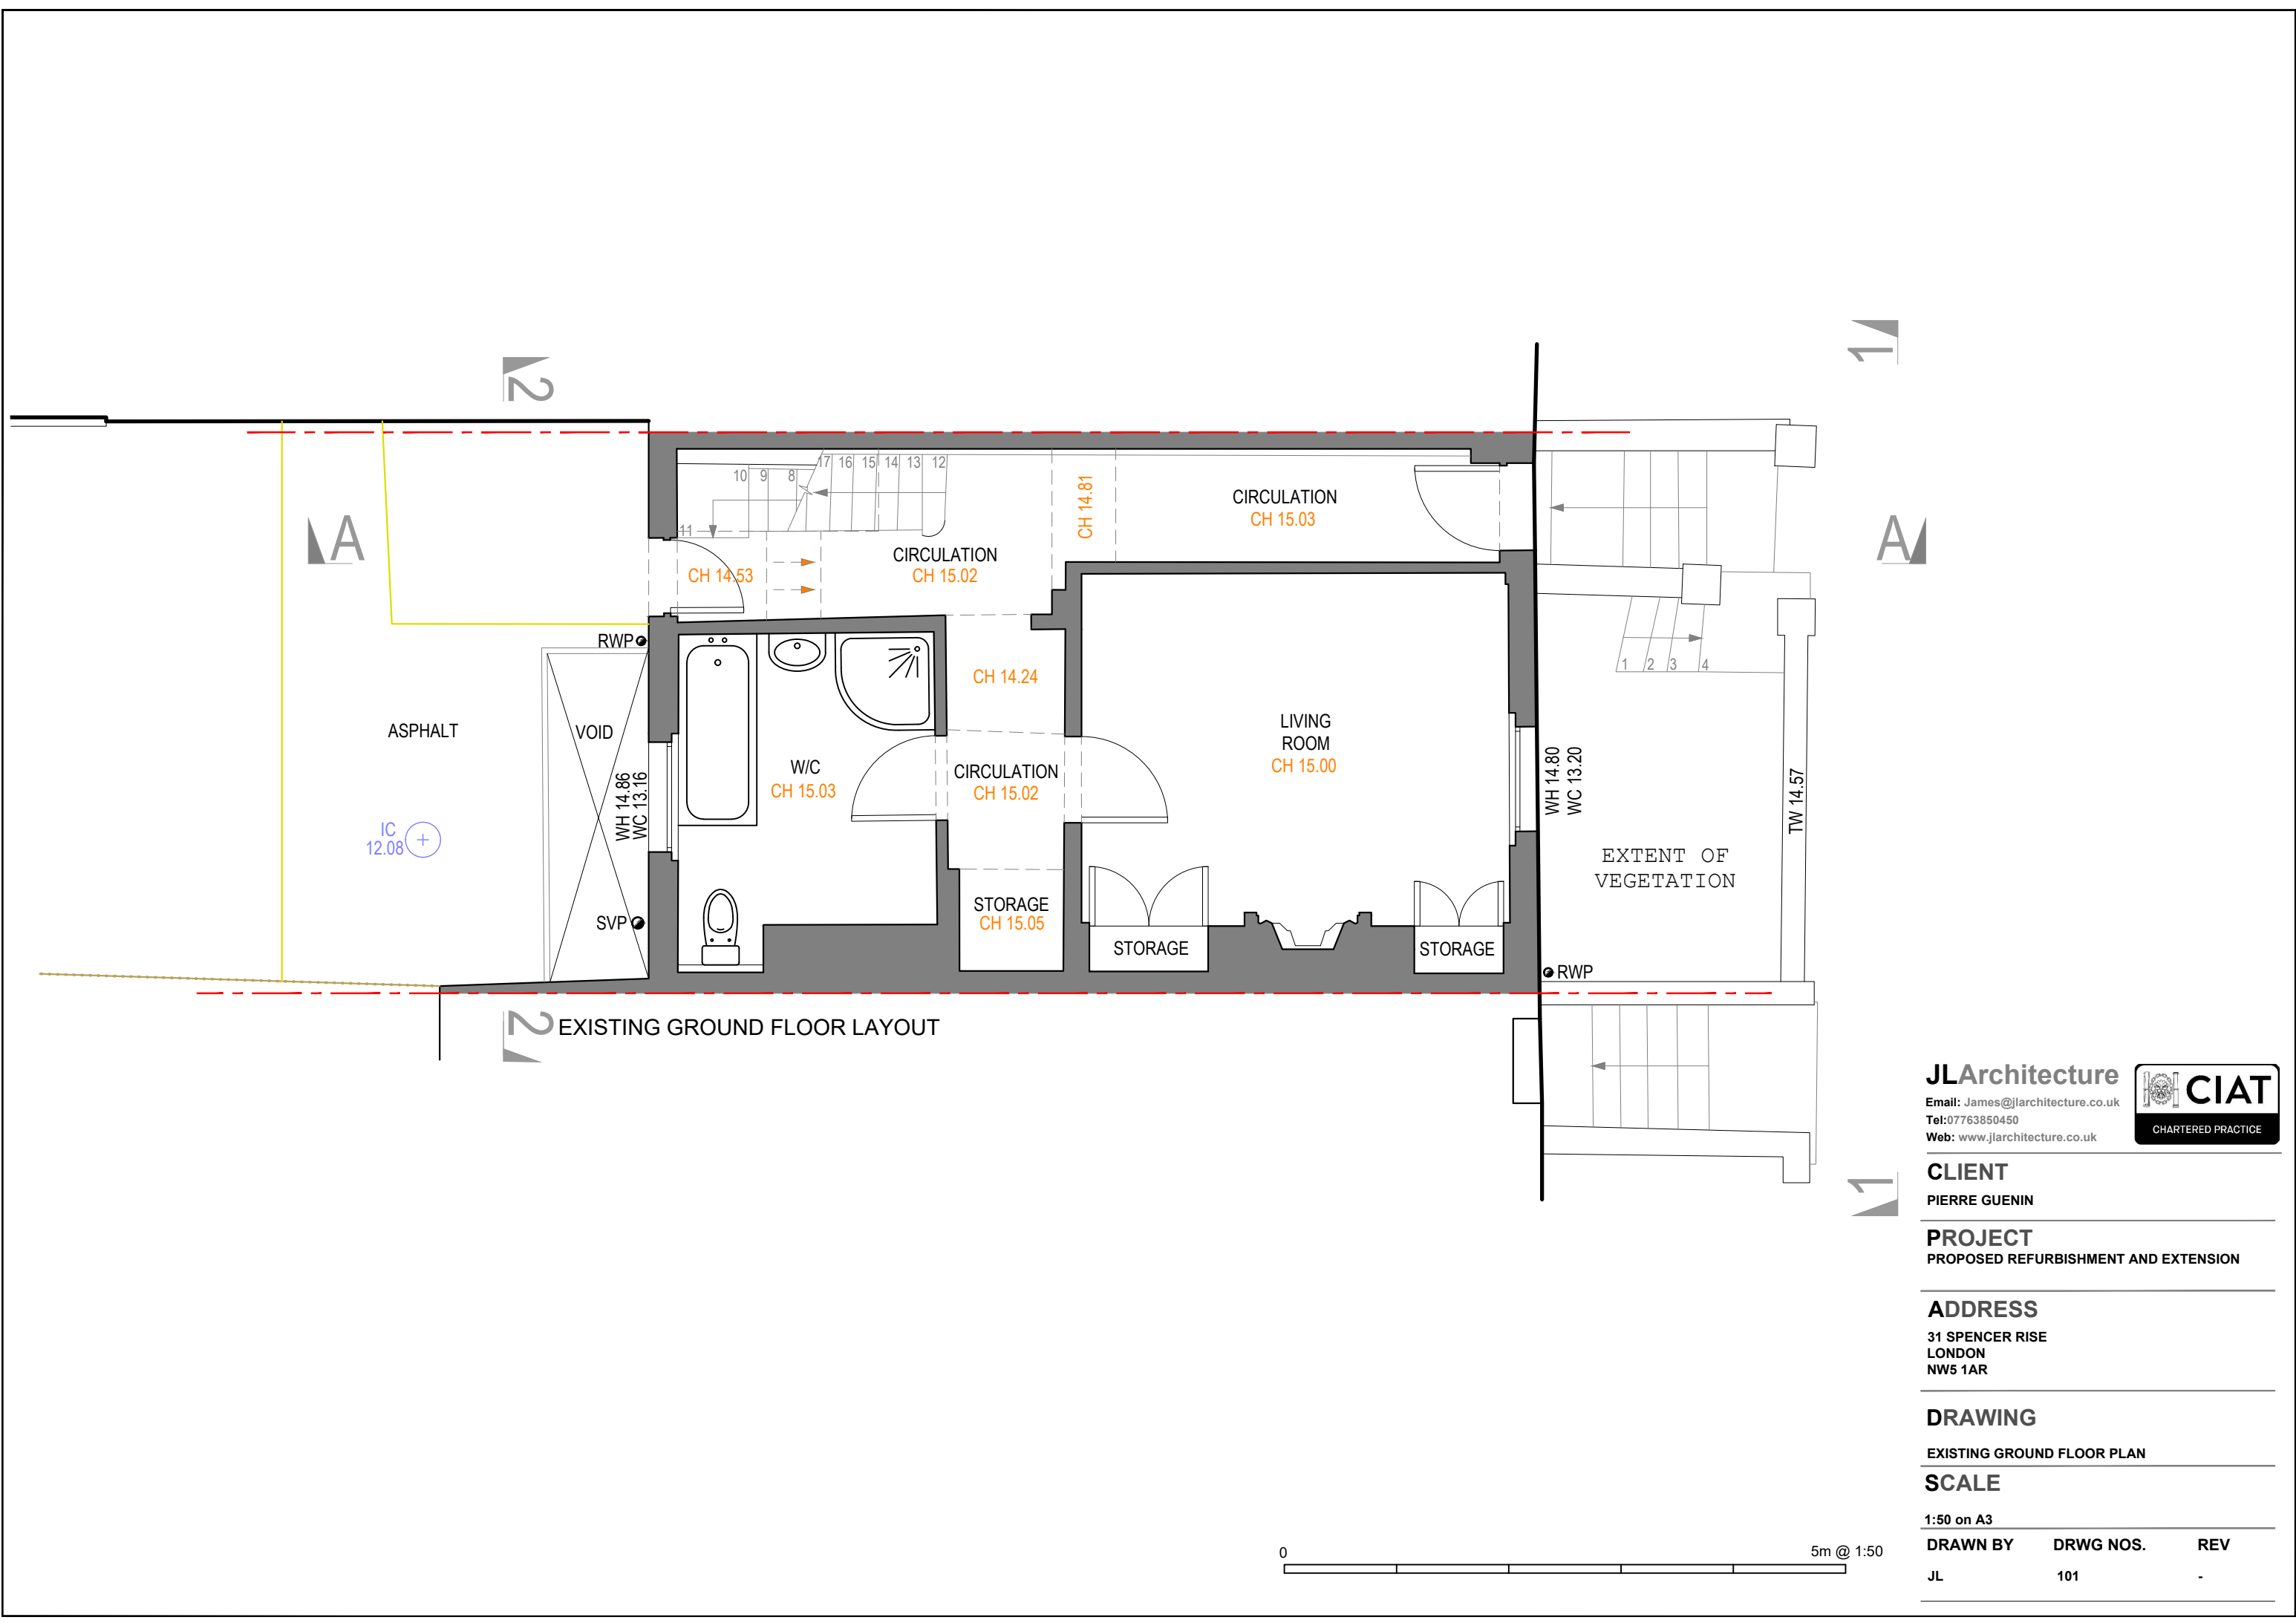 1
2
17 16 15 14 13 12
10 9 8
11
CH 14.81
CIRCULATION
CH 15.03
A
A
CIRCULATION
CH 15.02
CH 14.53
RWP
CH 14.24
1 2 3 4
ASPHALT
VOID
LIVING
ROOM
CH 15.00
W/C
CH 15.03
CIRCULATION
CH 15.02
WH 14.86
WC 13.16
WH 14.80
WC 13.20
TW 14.57
IC
12.08
EXTENT OF
VEGETATION
STORAGE
CH 15.05
SVP
STORAGE
STORAGE
RWP
2
EXISTING GROUND FLOOR LAYOUT
1
JLArchitecture
Email: James@jlarchitecture.co.uk
Tel:07763850450
Web: www.jlarchitecture.co.uk
CIAT
CHARTERED PRACTICE
CLIENT
PIERRE GUENIN
PROJECT
PROPOSED REFURBISHMENT AND EXTENSION
ADDRESS
31 SPENCER RISE
LONDON
NW5 1AR
DRAWING
EXISTING GROUND FLOOR PLAN
SCALE
1:50 on A3
DRAWN BY DRWG NOS. REV
JL 101 -
0 5m @ 1:50